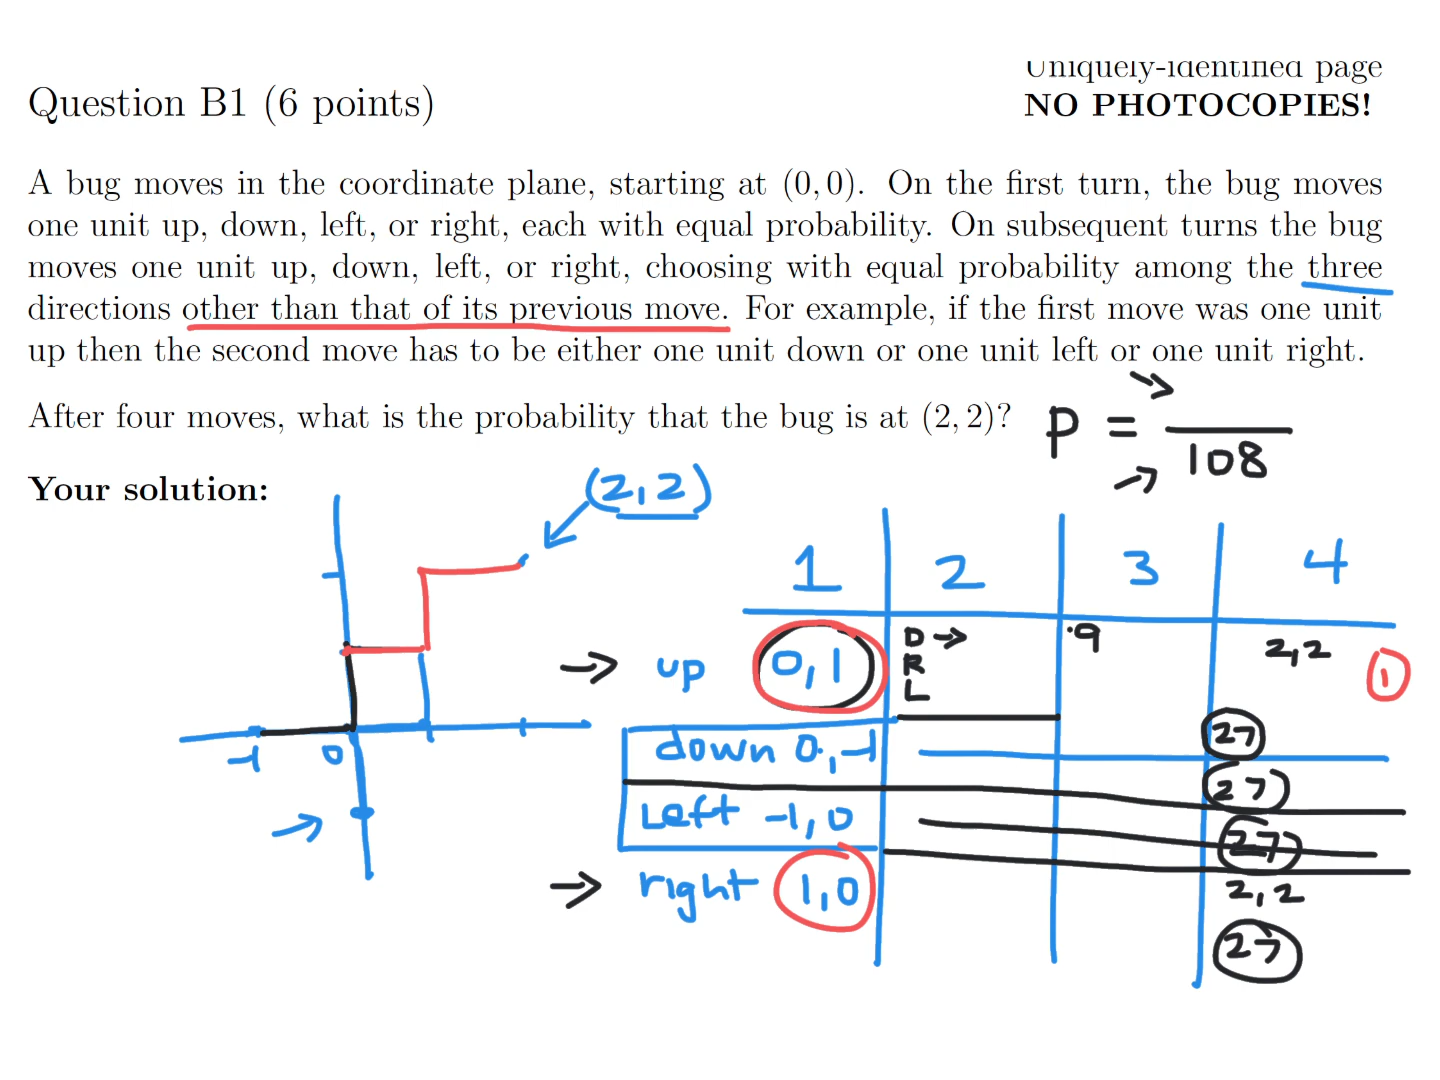 Uniquely-identified page
Question B1 (6 points)
NO PHOTOCOPIES!
A bug moves in the coordinate plane, starting at (0, 0). On the first turn, the bug moves
one unit up, down, left, or right, each with equal probability. On subsequent turns the bug
moves one unit up, down, left, or right, choosing with equal probability among the three
directions other than that of its previous move. For example, if the first move was one unit
up then the second move has to be either one unit down or one unit left or one unit right.
After four moves, what is the probability that the bug is at (2, 2)?
P = → / 108
→
Your solution:
(2,2)
1 2 3 4
→ up 0,1 D → ·9 2,2 1
R
L
27
down 0,-1
-1 0
27
Left -1,0
27
→ right 1,0 2,2
27